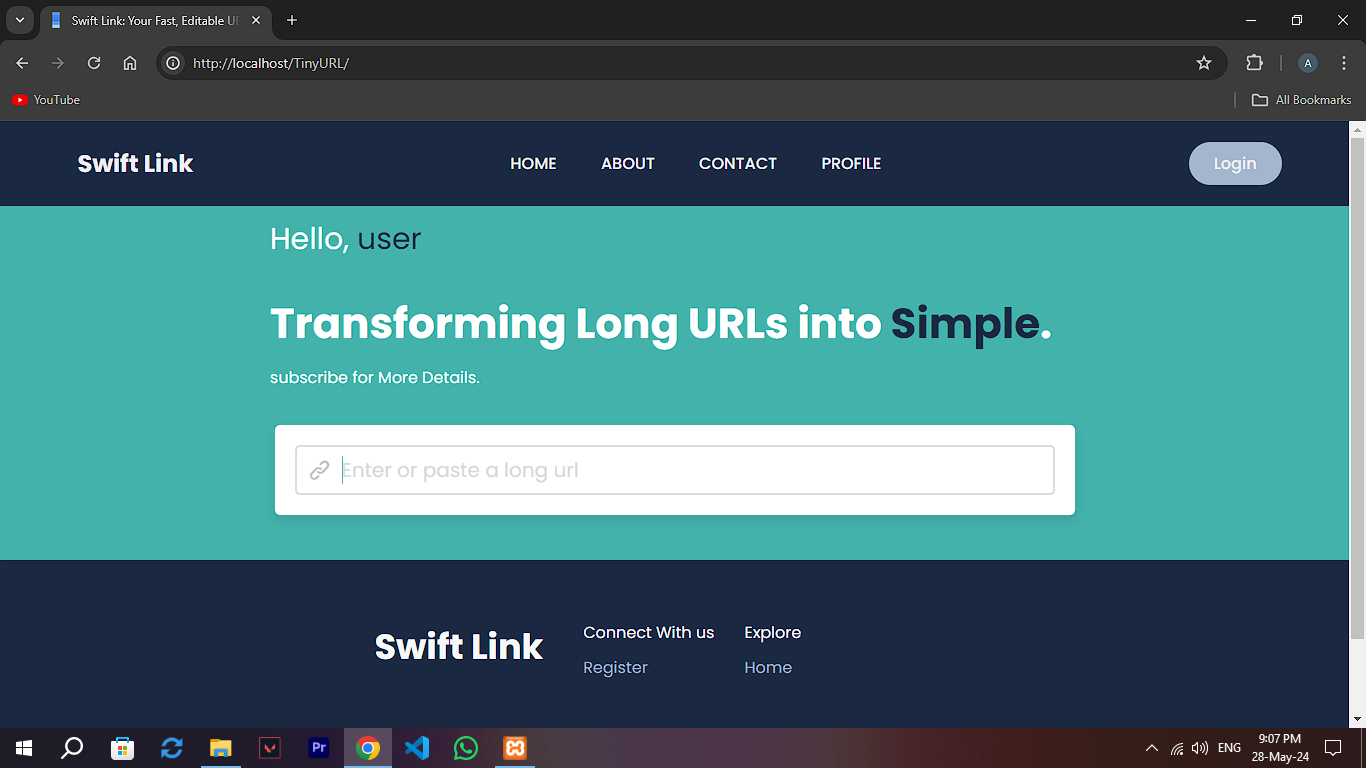 Swift Link: Your Fast, Editable U
http://localhost/TinyURL/
YouTube
All Bookmarks
Swift Link
HOME
ABOUT
CONTACT
PROFILE
Login
Hello, user
Transforming Long URLs into Simple.
subscribe for More Details.
Enter or paste a long url
Swift Link
Connect With us
Register
Explore
Home
Pr
ENG
9:07 PM
28-May-24
A